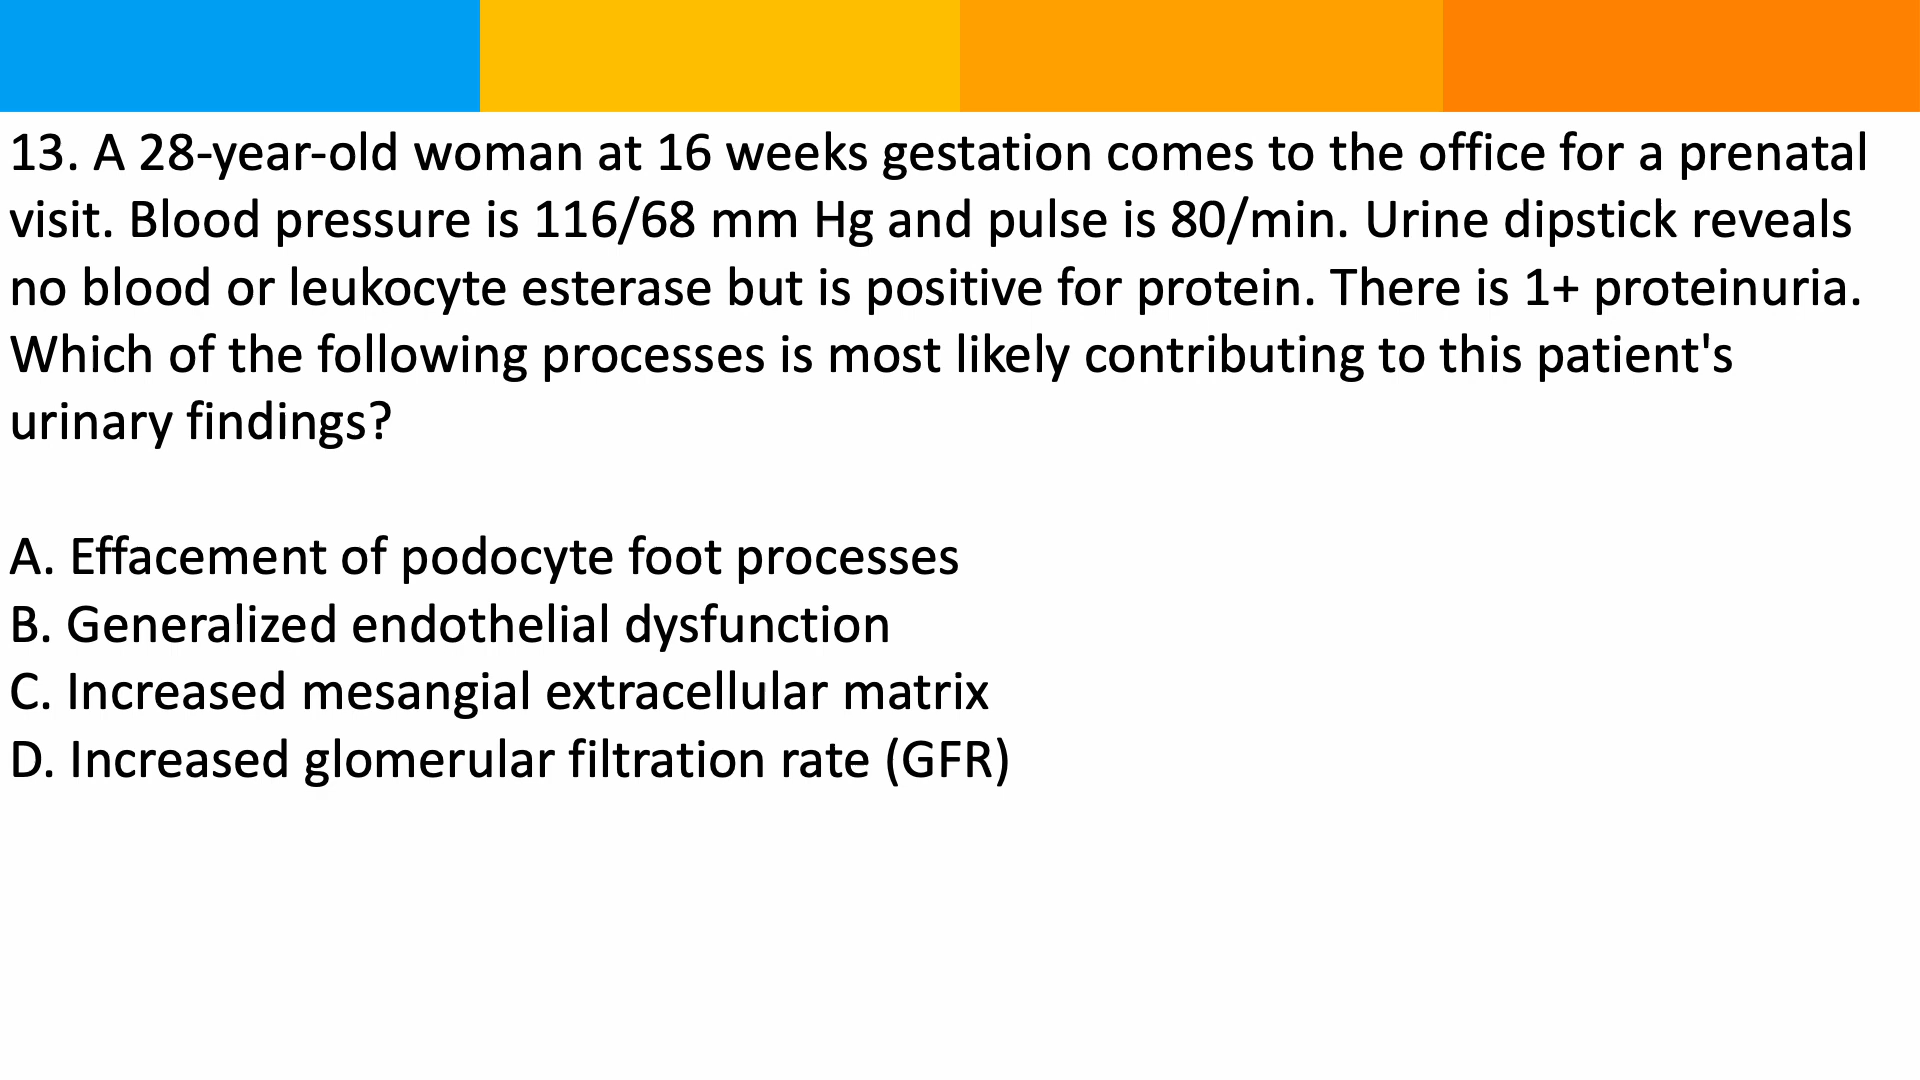 13. A 28-year-old woman at 16 weeks gestation comes to the office for a prenatal
visit. Blood pressure is 116/68 mm Hg and pulse is 80/min. Urine dipstick reveals
no blood or leukocyte esterase but is positive for protein. There is 1+ proteinuria.
Which of the following processes is most likely contributing to this patient's
urinary findings?
A. Effacement of podocyte foot processes
B. Generalized endothelial dysfunction
C. Increased mesangial extracellular matrix
D. Increased glomerular filtration rate (GFR)